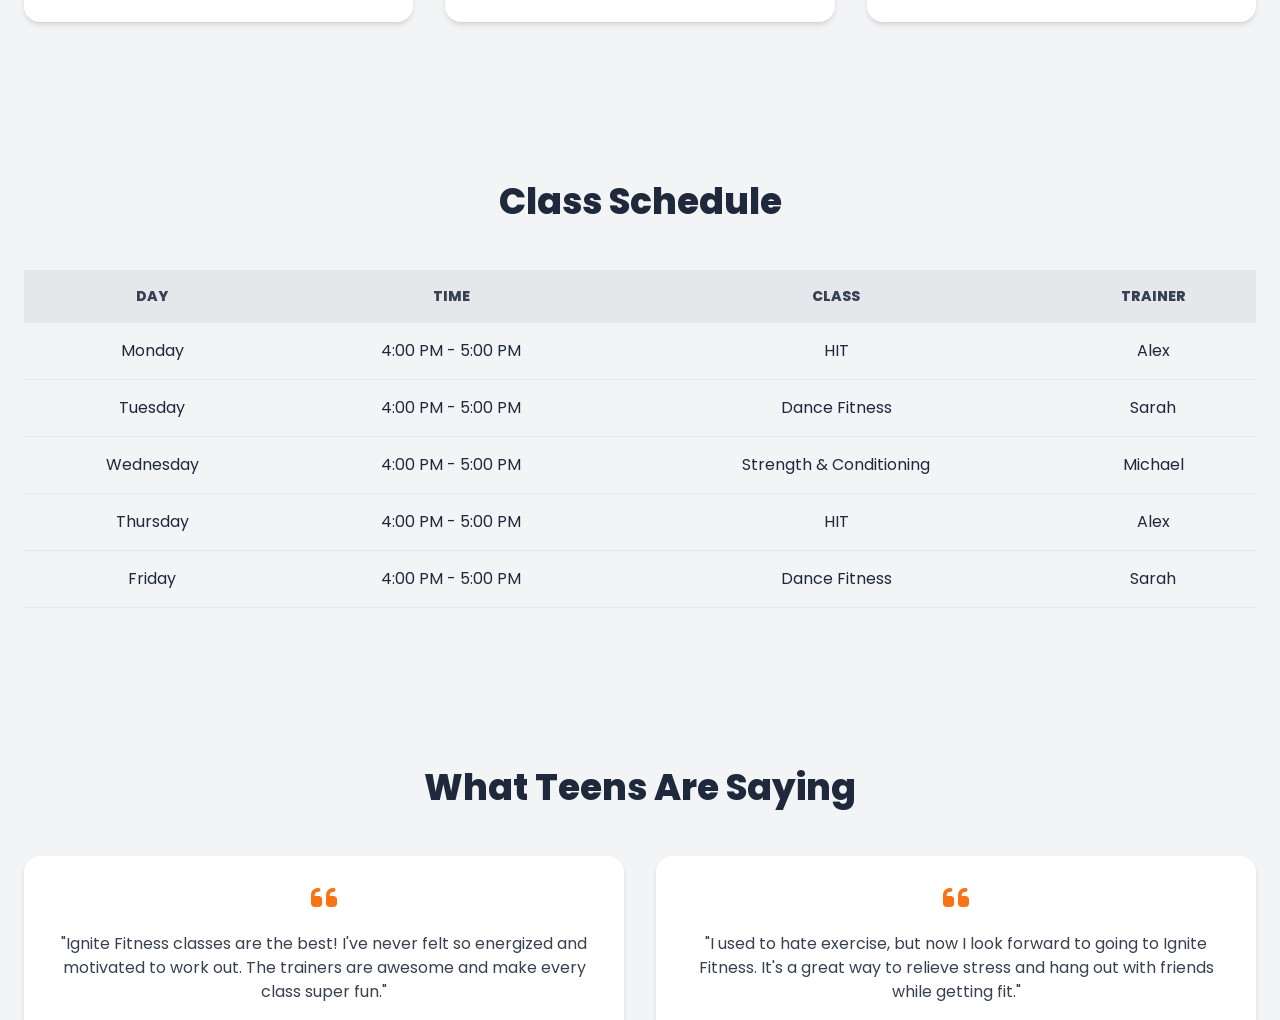 Class Schedule
DAY TIME CLASS TRAINER
Monday 4:00 PM - 5:00 PM HIT Alex
Tuesday 4:00 PM - 5:00 PM Dance Fitness Sarah
Wednesday 4:00 PM - 5:00 PM Strength & Conditioning Michael
Thursday 4:00 PM - 5:00 PM HIT Alex
Friday 4:00 PM - 5:00 PM Dance Fitness Sarah
What Teens Are Saying
"Ignite Fitness classes are the best! I've never felt so energized and
motivated to work out. The trainers are awesome and make every
class super fun."
"I used to hate exercise, but now I look forward to going to Ignite
Fitness. It's a great way to relieve stress and hang out with friends
while getting fit."